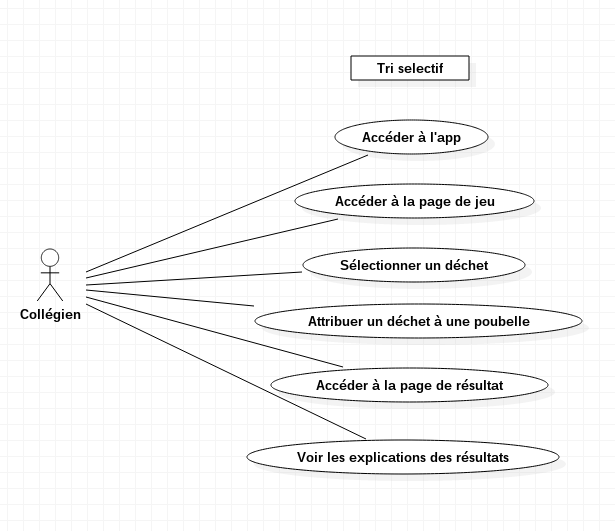 Tri selectif
Accéder à l'app
Accéder à la page de jeu
Sélectionner un déchet
Collégien
Attribuer un déchet à une poubelle
Accéder à la page de résultat
Voir les explications des résultats